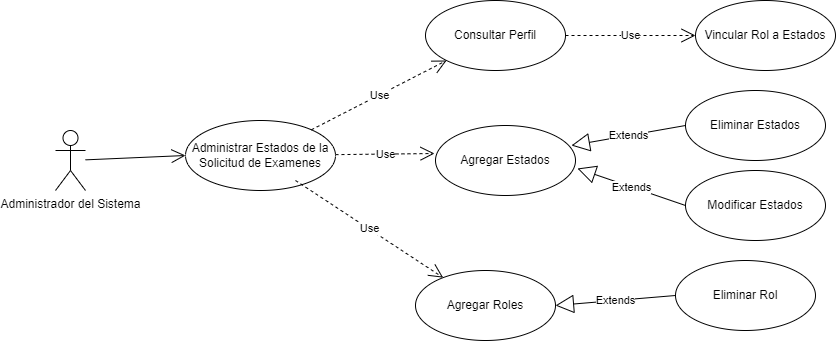 Consultar Perfil
Use
Vincular Rol a Estados
Use
Eliminar Estados
Extends
Administrar Estados de la
Solicitud de Examenes
Use
Agregar Estados
Extends
Modificar Estados
Administrador del Sistema
Use
Eliminar Rol
Extends
Agregar Roles